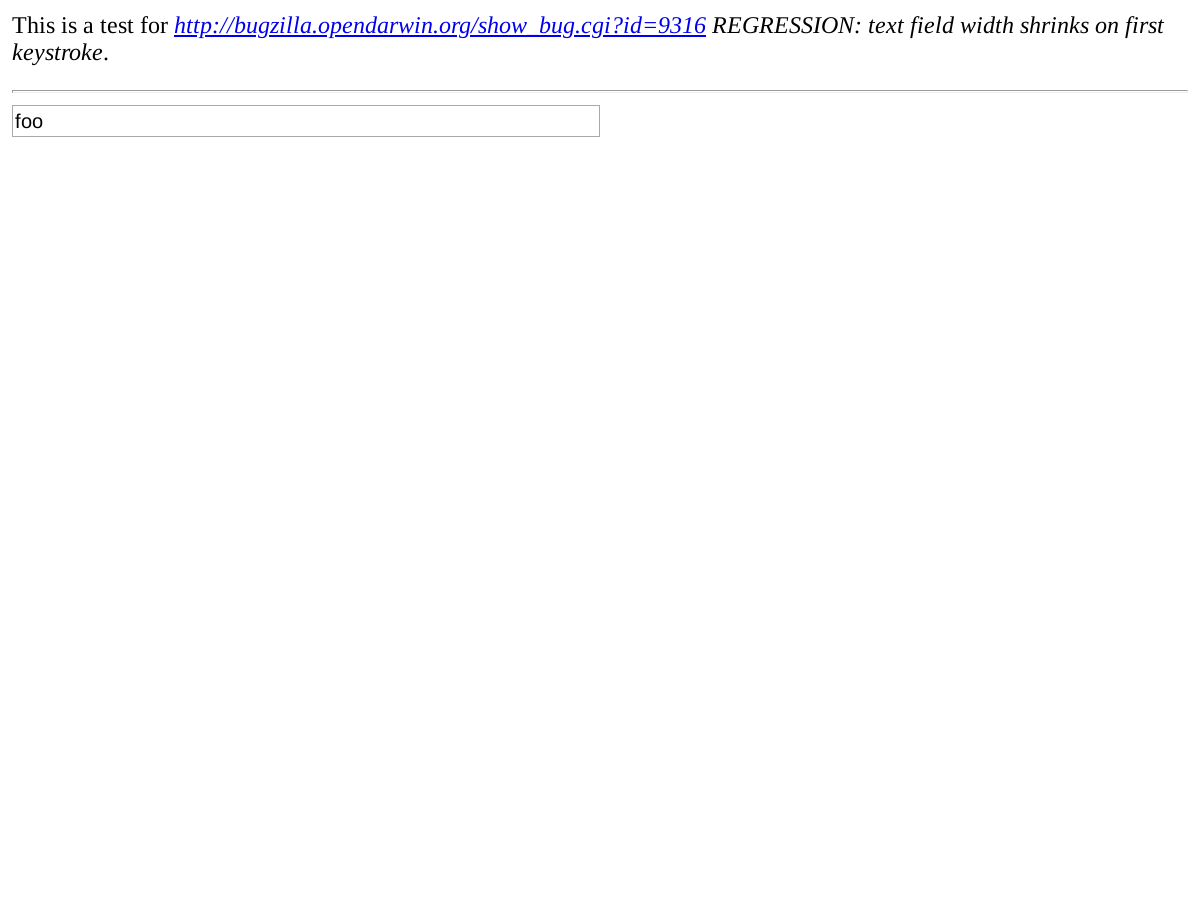 This is a test for http://bugzilla.opendarwin.org/show_bug.cgi?id=9316 REGRESSION: text field width shrinks on first
keystroke.
foo